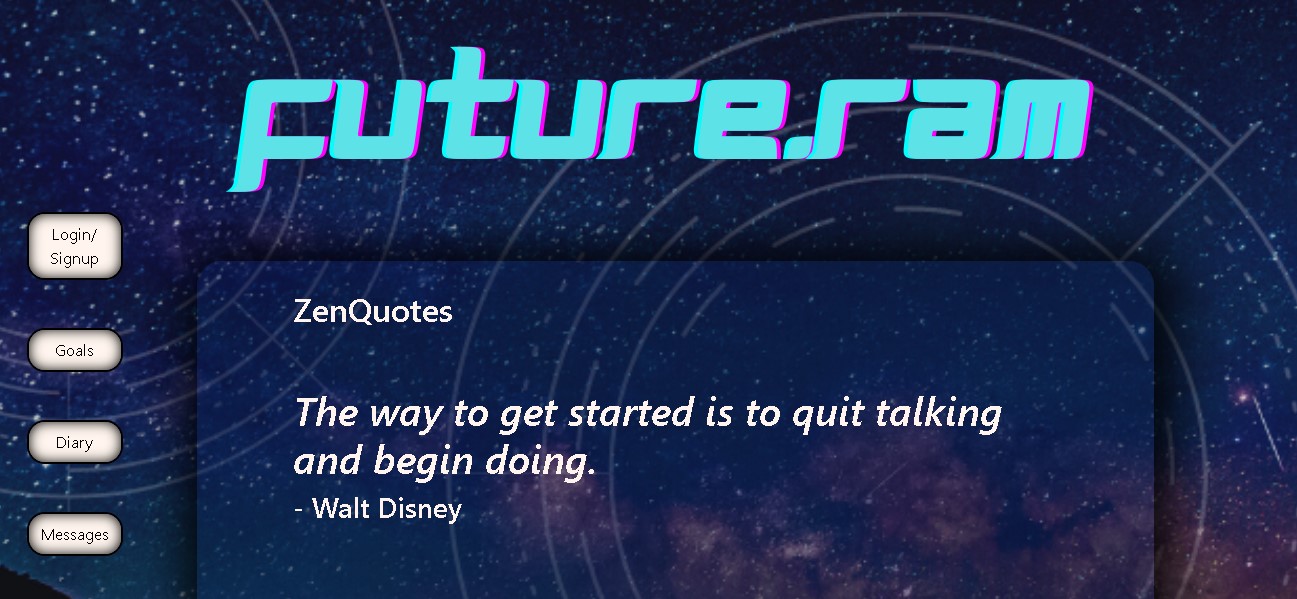 future.ram
Login/
Signup
Goals
Diary
Messages
ZenQuotes
The way to get started is to quit talking
and begin doing.
- Walt Disney